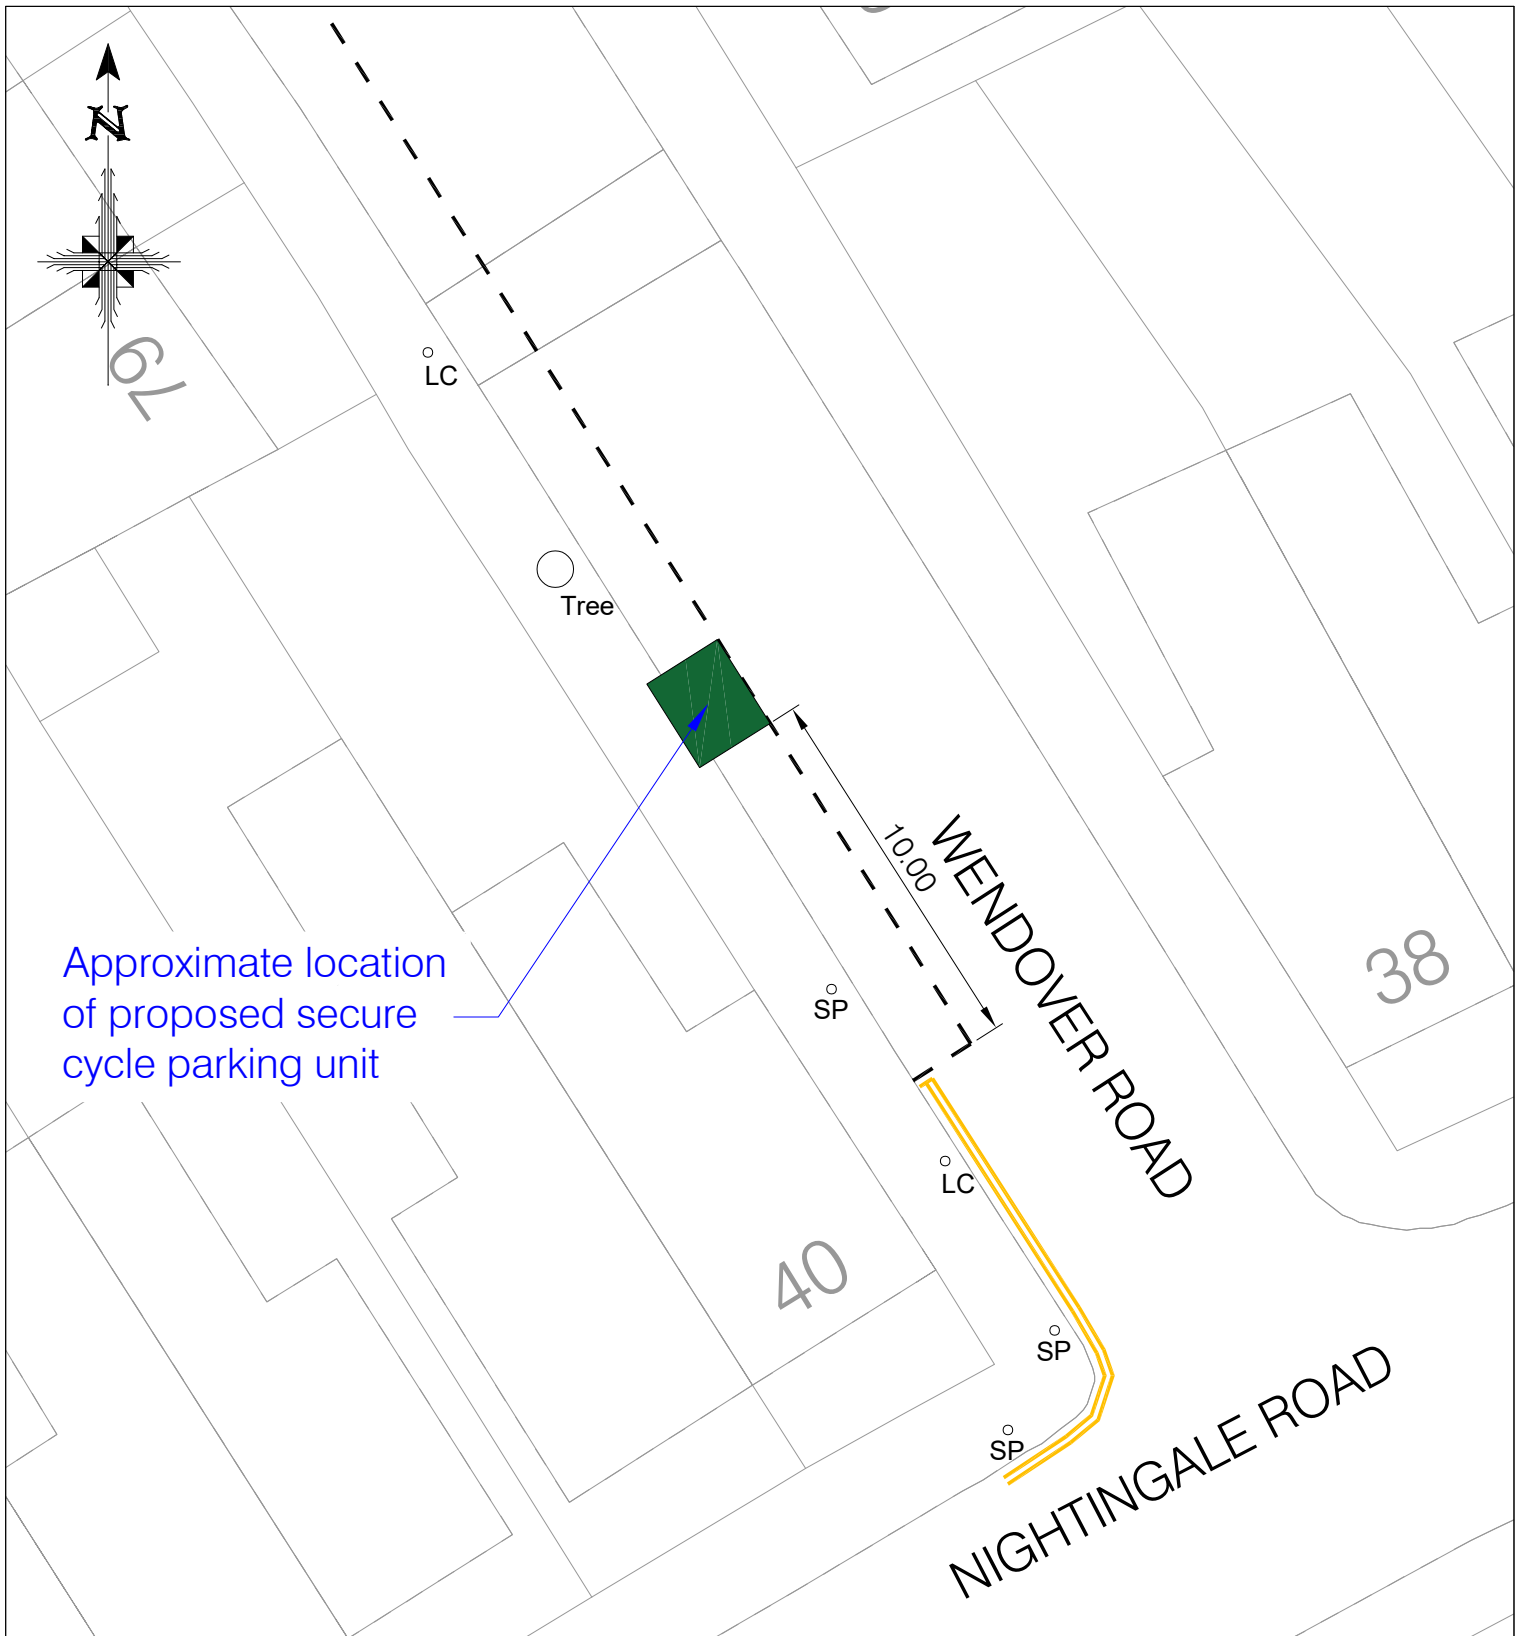 N
79
LC
Tree
10.00
WENDOVER ROAD
38
Approximate location
of proposed secure
cycle parking unit
SP
LC
40
SP
SP
NIGHTINGALE ROAD